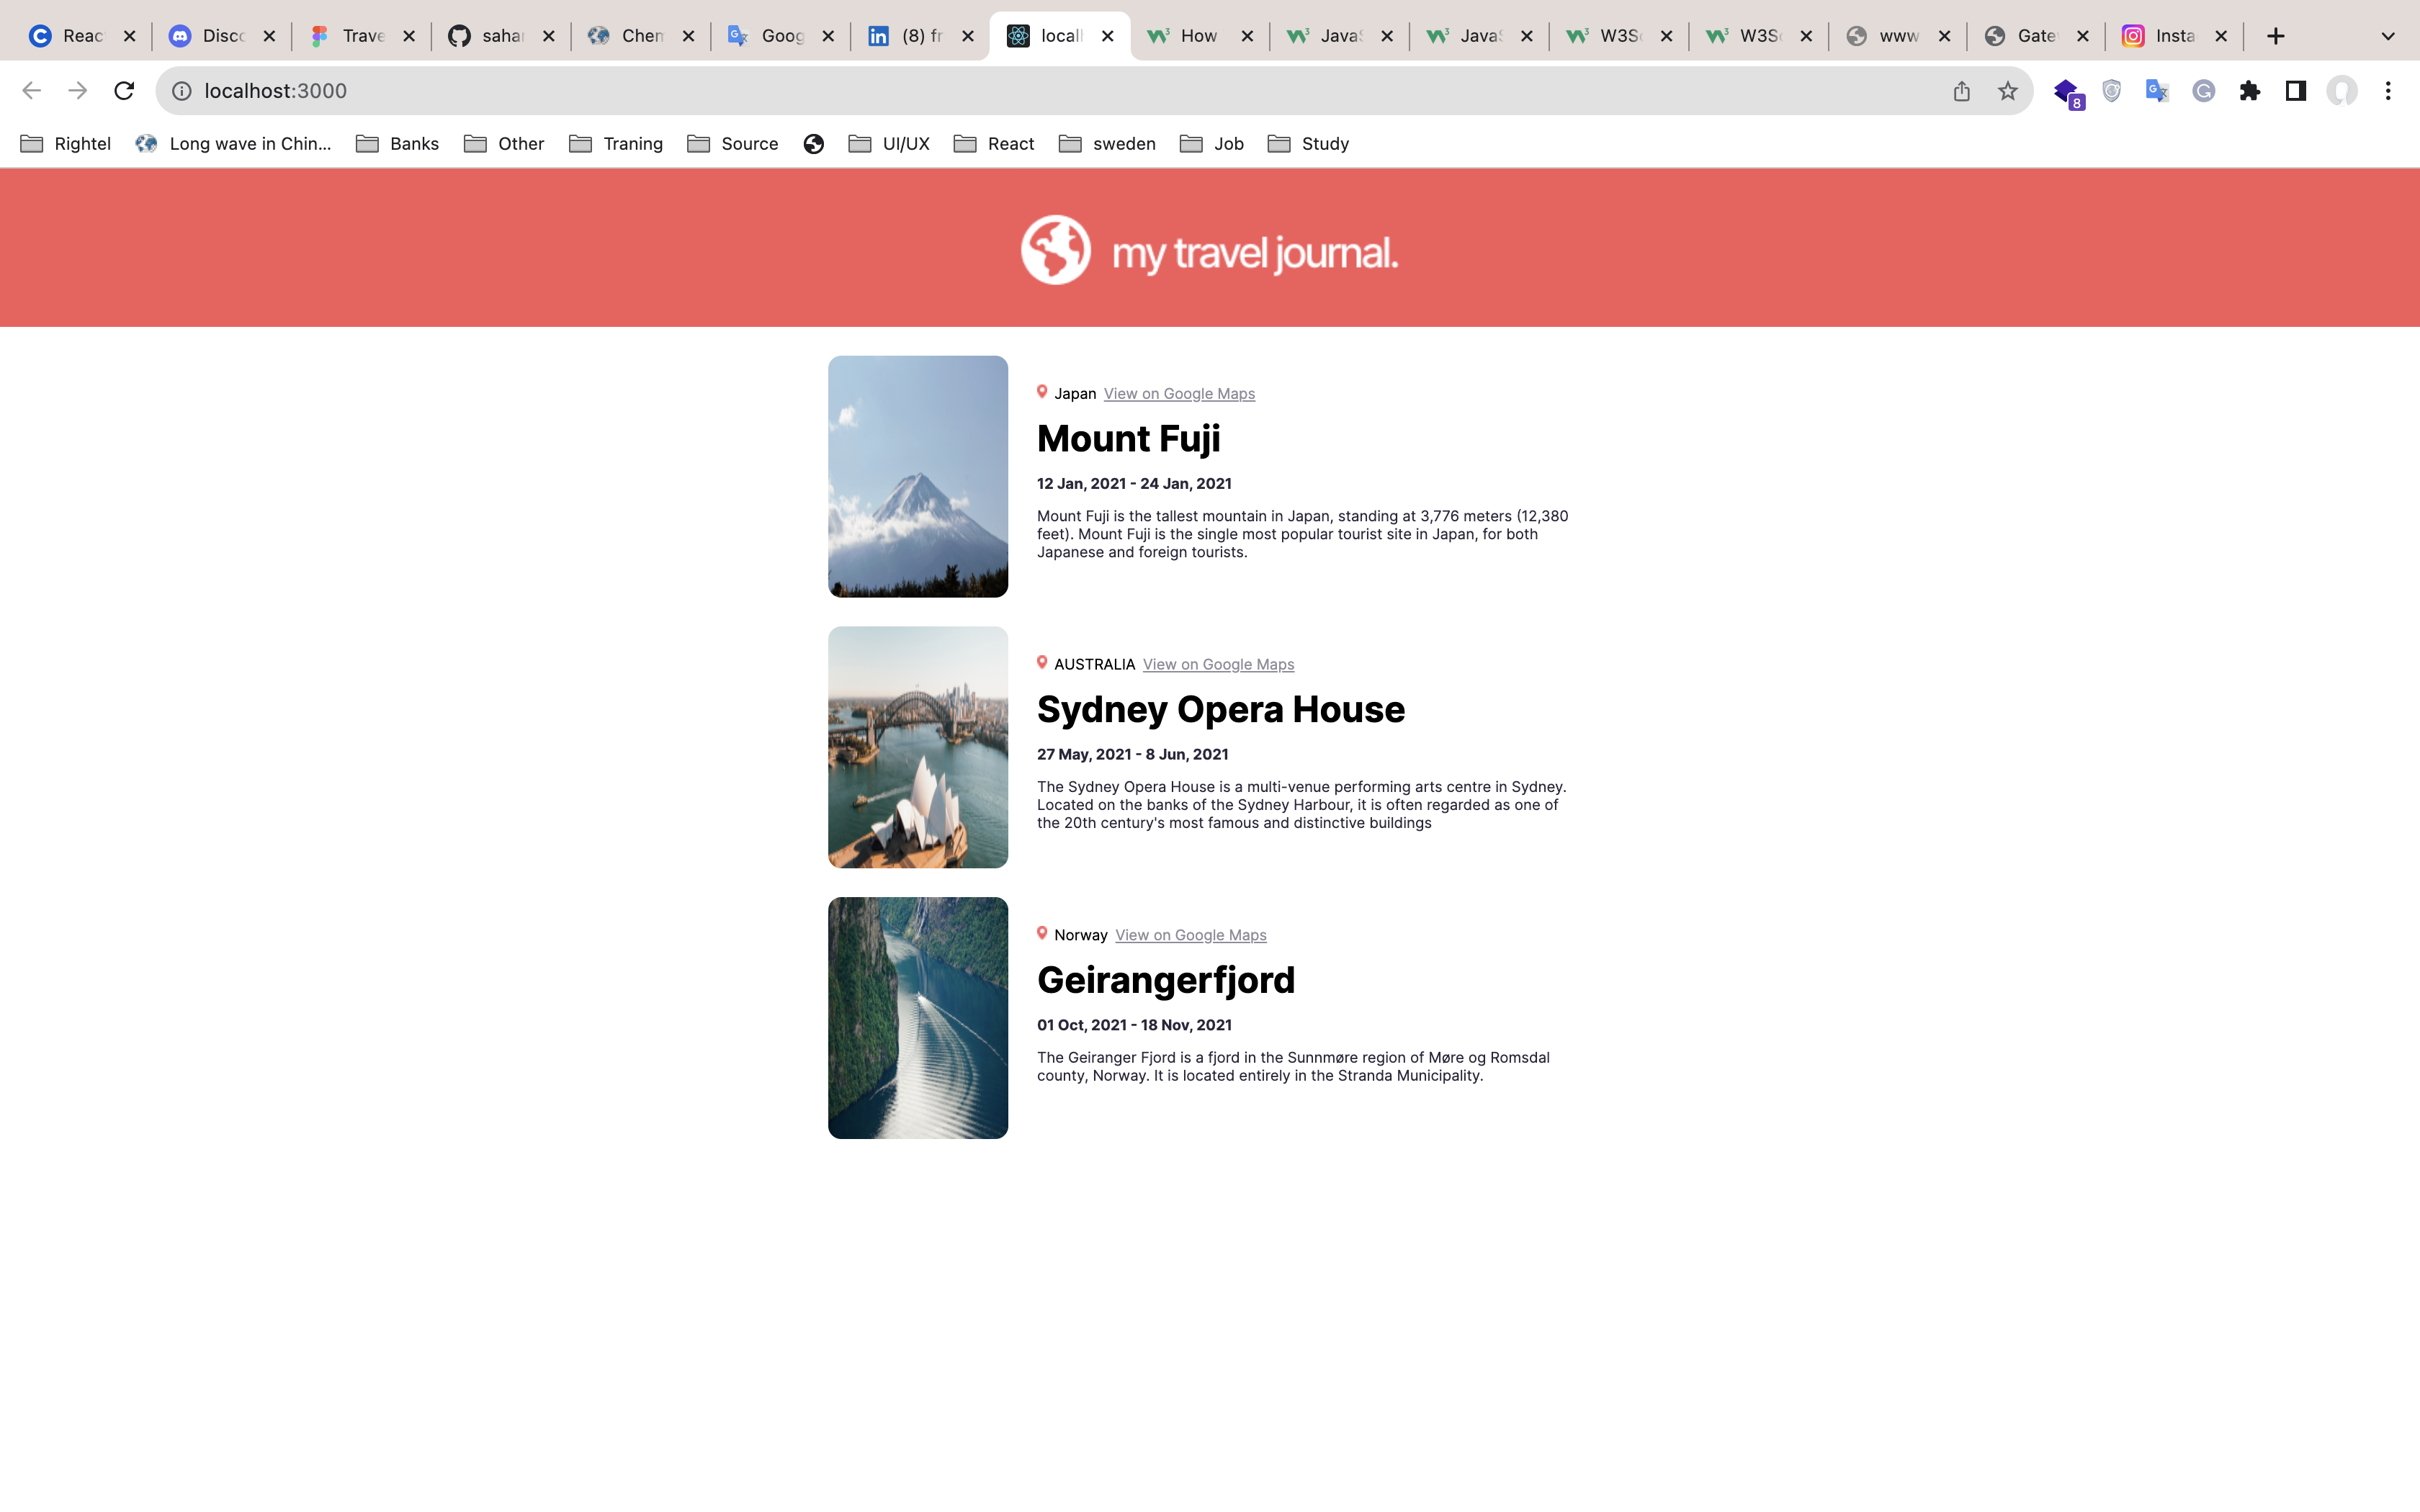 Reac
Disco
Trave
sahar
Chen
Goog
(8) fr
locall
How
JavaS
JavaS
W3Sc
W3Sc
www
Gate
Insta
localhost:3000
8
Rightel
Long wave in Chin...
Banks
Other
Traning
Source
UI/UX
React
sweden
Job
Study
my travel journal.
Japan View on Google Maps
Mount Fuji
12 Jan, 2021 - 24 Jan, 2021
Mount Fuji is the tallest mountain in Japan, standing at 3,776 meters (12,380
feet). Mount Fuji is the single most popular tourist site in Japan, for both
Japanese and foreign tourists.
AUSTRALIA View on Google Maps
Sydney Opera House
27 May, 2021 - 8 Jun, 2021
The Sydney Opera House is a multi-venue performing arts centre in Sydney.
Located on the banks of the Sydney Harbour, it is often regarded as one of
the 20th century's most famous and distinctive buildings
Norway View on Google Maps
Geirangerfjord
01 Oct, 2021 - 18 Nov, 2021
The Geiranger Fjord is a fjord in the Sunnmøre region of Møre og Romsdal
county, Norway. It is located entirely in the Stranda Municipality.